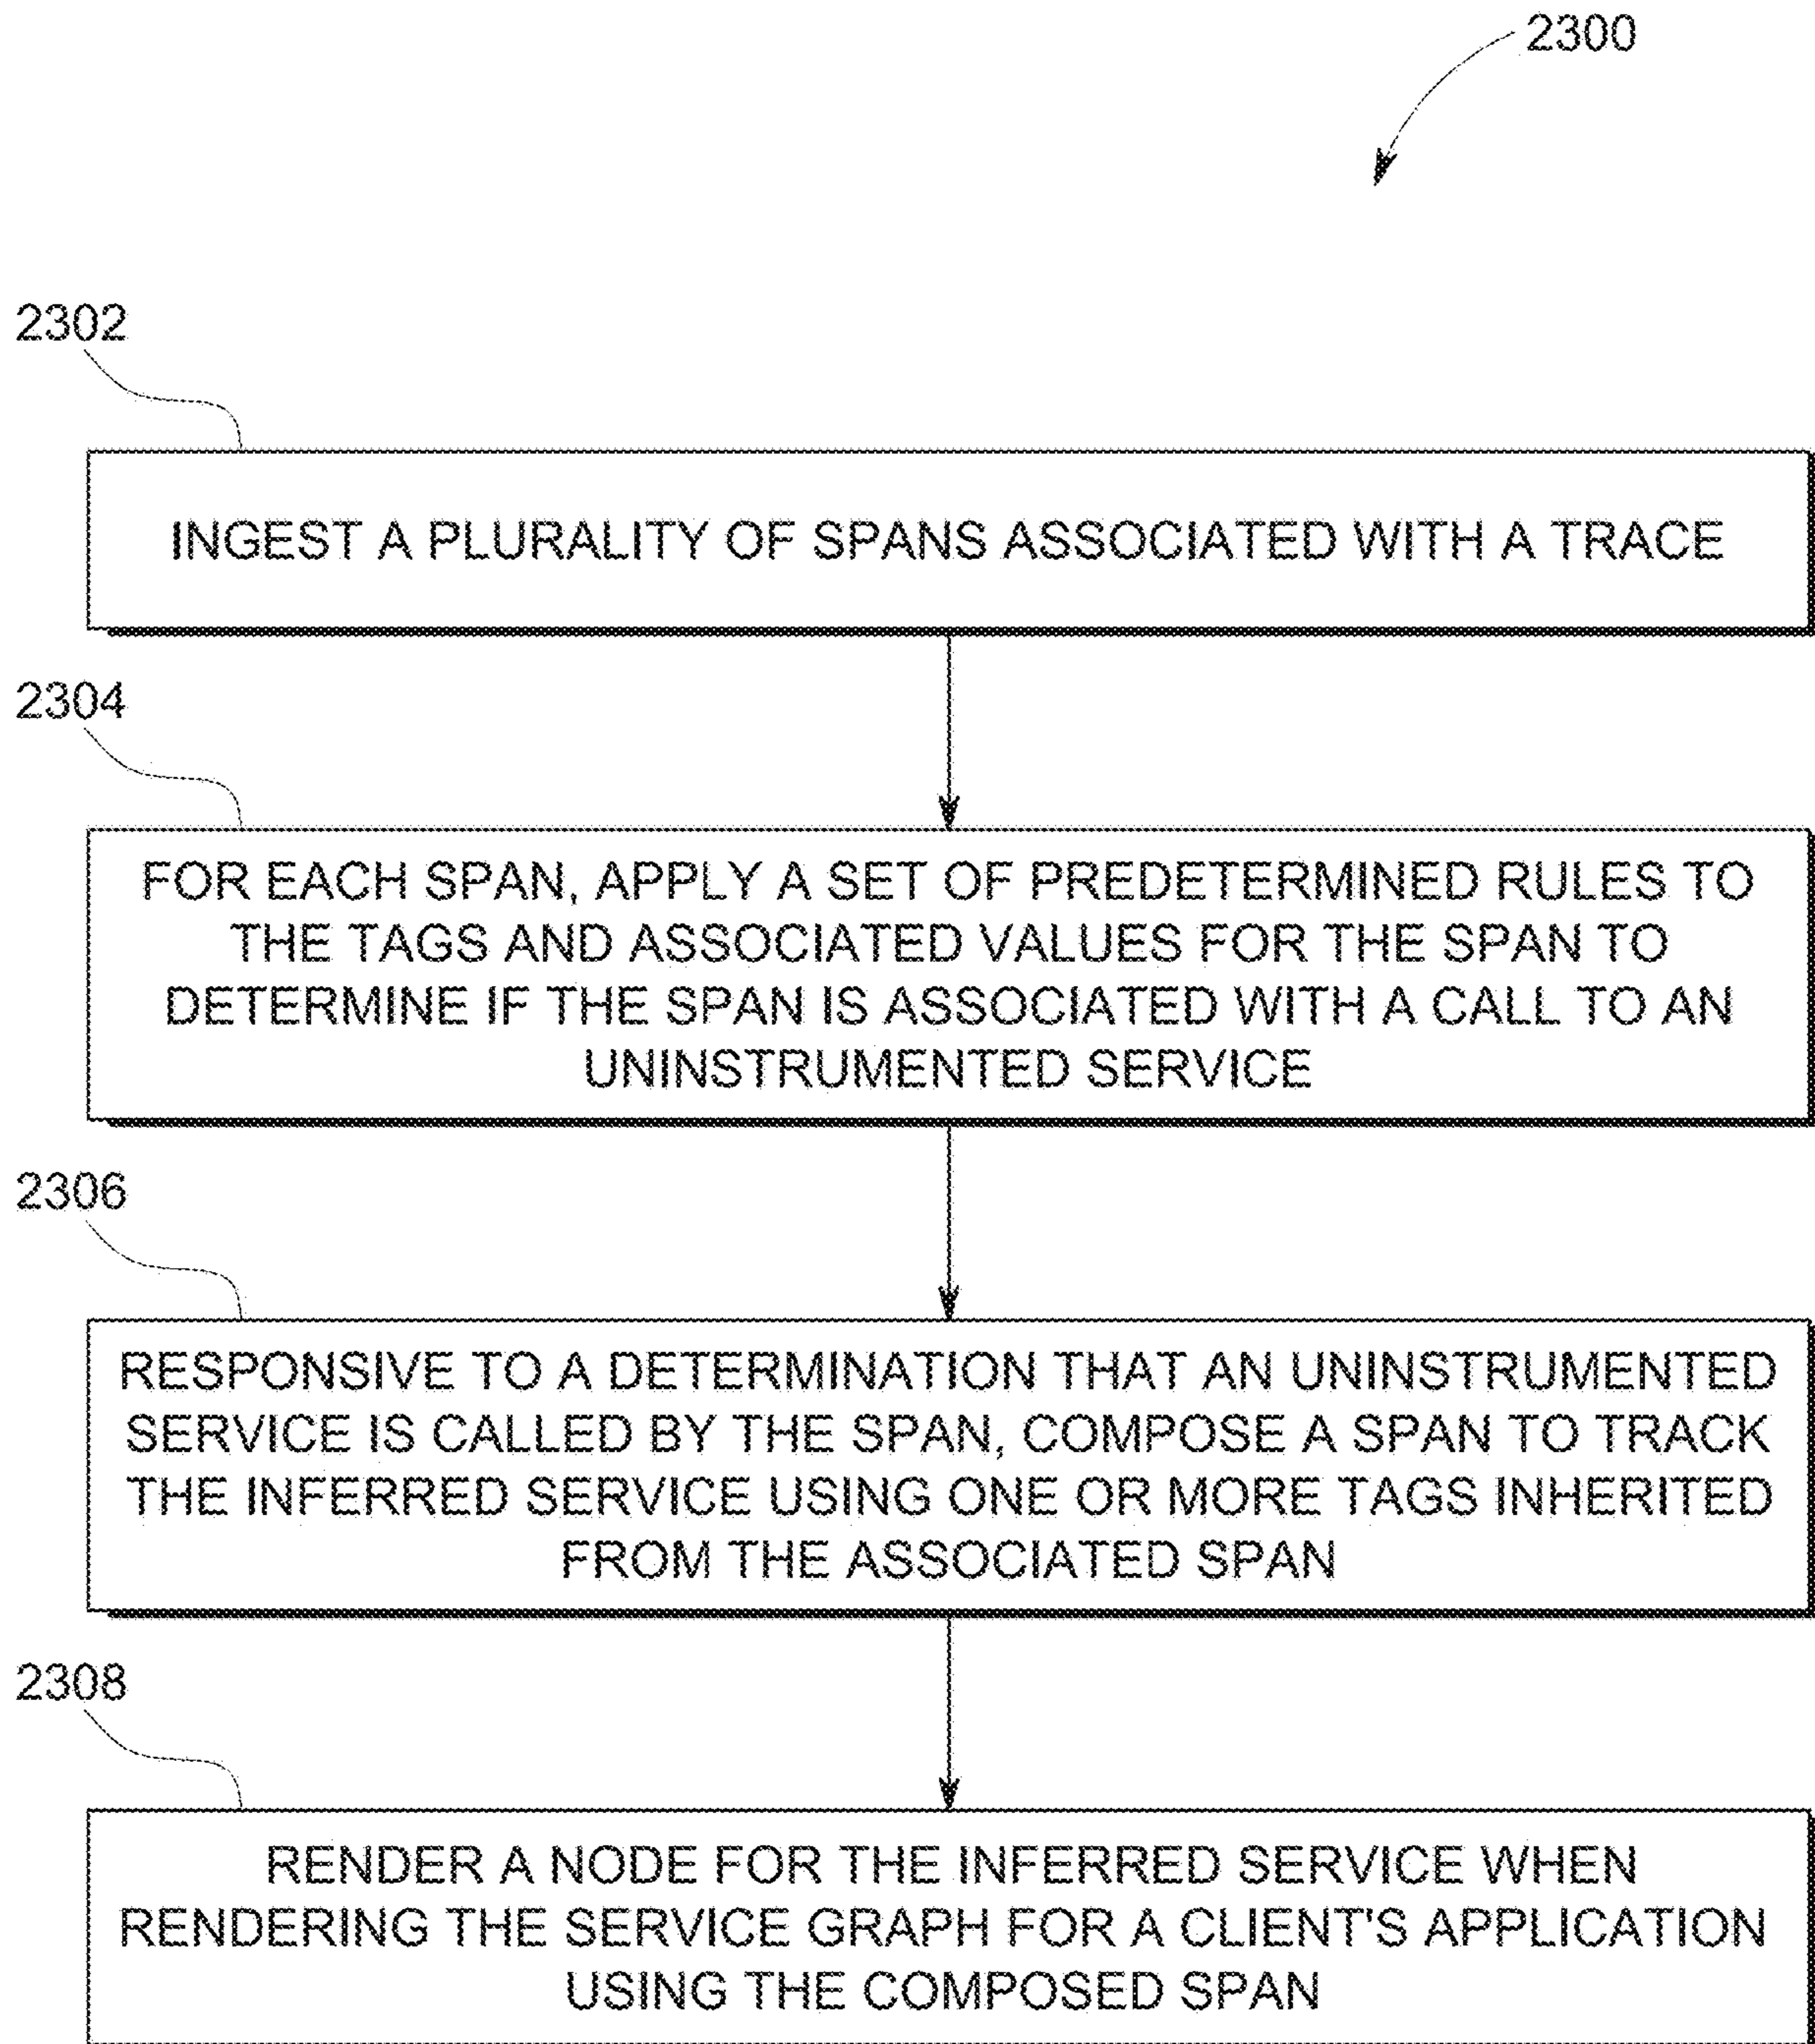 2300
2302
INGEST A PLURALITY OF SPANS ASSOCIATED WITH A TRACE
2304
FOR EACH SPAN, APPLY A SET OF PREDETERMINED RULES TO
THE TAGS AND ASSOCIATED VALUES FOR THE SPAN TO
DETERMINE IF THE SPAN IS ASSOCIATED WITH A CALL TO AN
UNINSTRUMENTED SERVICE
2306
RESPONSIVE TO A DETERMINATION THAT AN UNINSTRUMENTED
SERVICE IS CALLED BY THE SPAN, COMPOSE A SPAN TO TRACK
THE INFERRED SERVICE USING ONE OR MORE TAGS INHERITED
FROM THE ASSOCIATED SPAN
2308
RENDER A NODE FOR THE INFERRED SERVICE WHEN
RENDERING THE SERVICE GRAPH FOR A CLIENT'S APPLICATION
USING THE COMPOSED SPAN